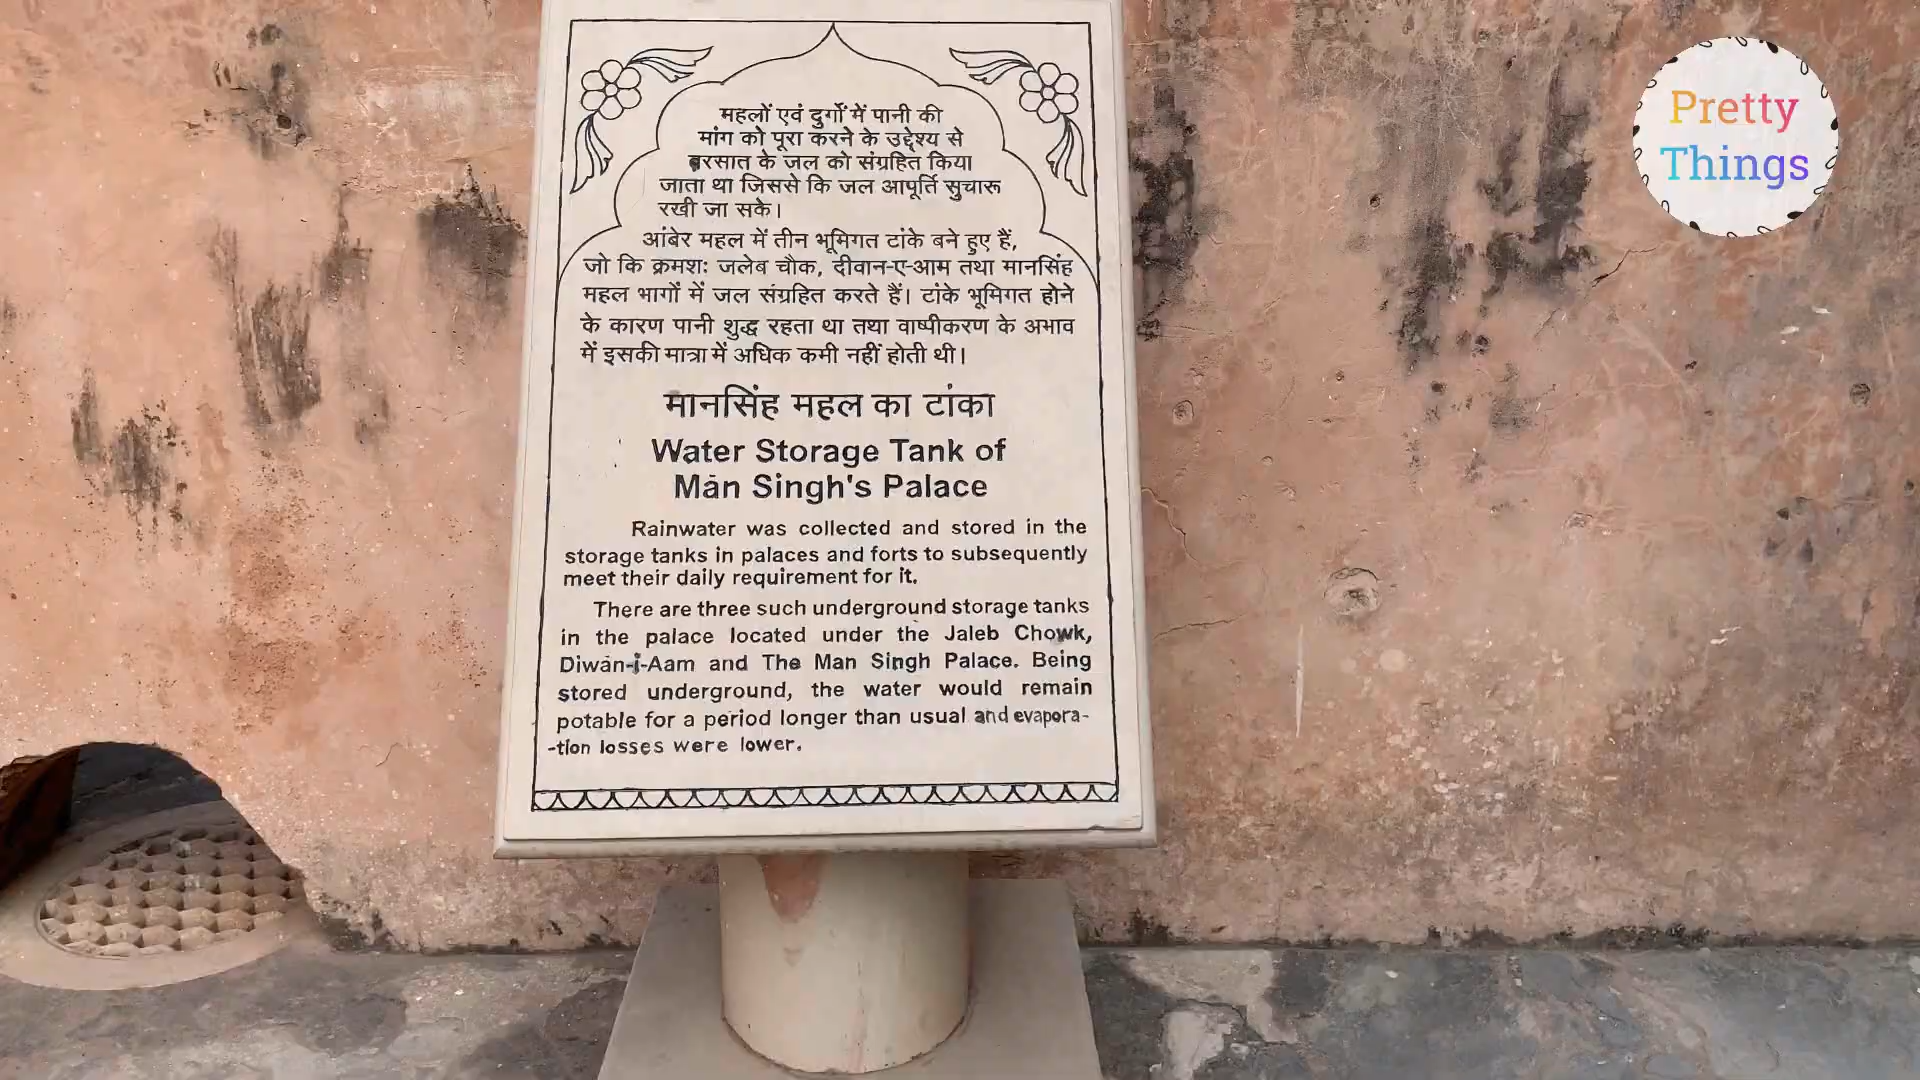 महलों एवं दुर्गों में पानी की
मांग को पूरा करने के उद्देश्य से
बरसात के जल को संग्रहित किया
जाता था जिससे कि जल आपूर्ति सुचारू
रखी जा सके।
आंबेर महल में तीन भूमिगत टांके बने हुए हैं,
जो कि क्रमशः जलेब चौक, दीवान-ए-आम तथा मानसिंह
महल भागों में जल संग्रहित करते हैं। टांके भूमिगत होने
के कारण पानी शुद्ध रहता था तथा वाष्पीकरण के अभाव
में इसकी मात्रा में अधिक कमी नहीं होती थी।
मानसिंह महल का टांका
Water Storage Tank of
Mān Singh's Palace
Rainwater was collected and stored in the
storage tanks in palaces and forts to subsequently
meet their daily requirement for it.
There are three such underground storage tanks
in the palace located under the Jaleb Chowk,
Diwān-i-Aam and The Man Singh Palace. Being
stored underground, the water would remain
potable for a period longer than usual and evapora-
-tion losses were lower.
Pretty
Things